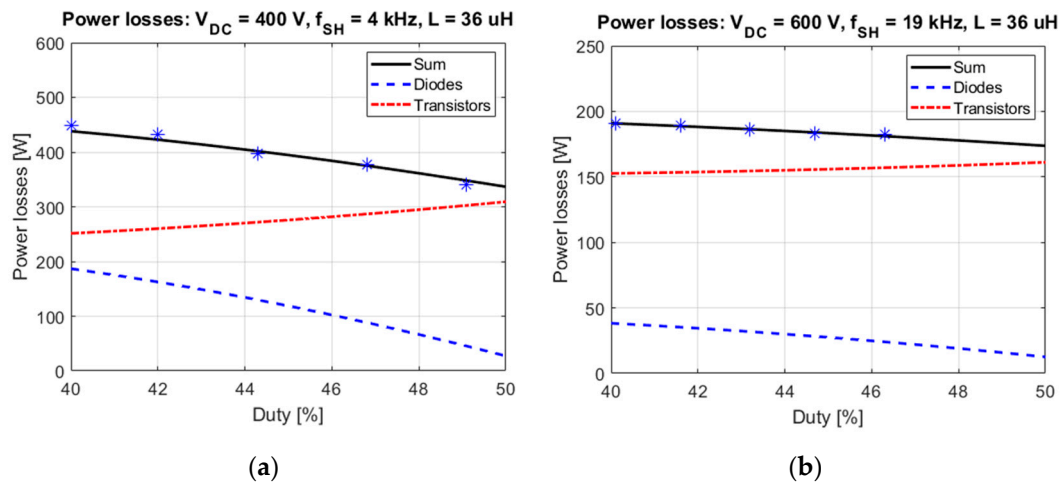 Power losses: V_DC = 400 V, f_SH = 4 kHz, L = 36 uH
600
500
400
300
200
100
0
Power losses [W]
Sum
Diodes
Transistors
40 42 44 46 48 50
Duty [%]
(a)
Power losses: V_DC = 600 V, f_SH = 19 kHz, L = 36 uH
250
200
150
100
50
0
Power losses [W]
Sum
Diodes
Transistors
40 42 44 46 48 50
Duty [%]
(b)